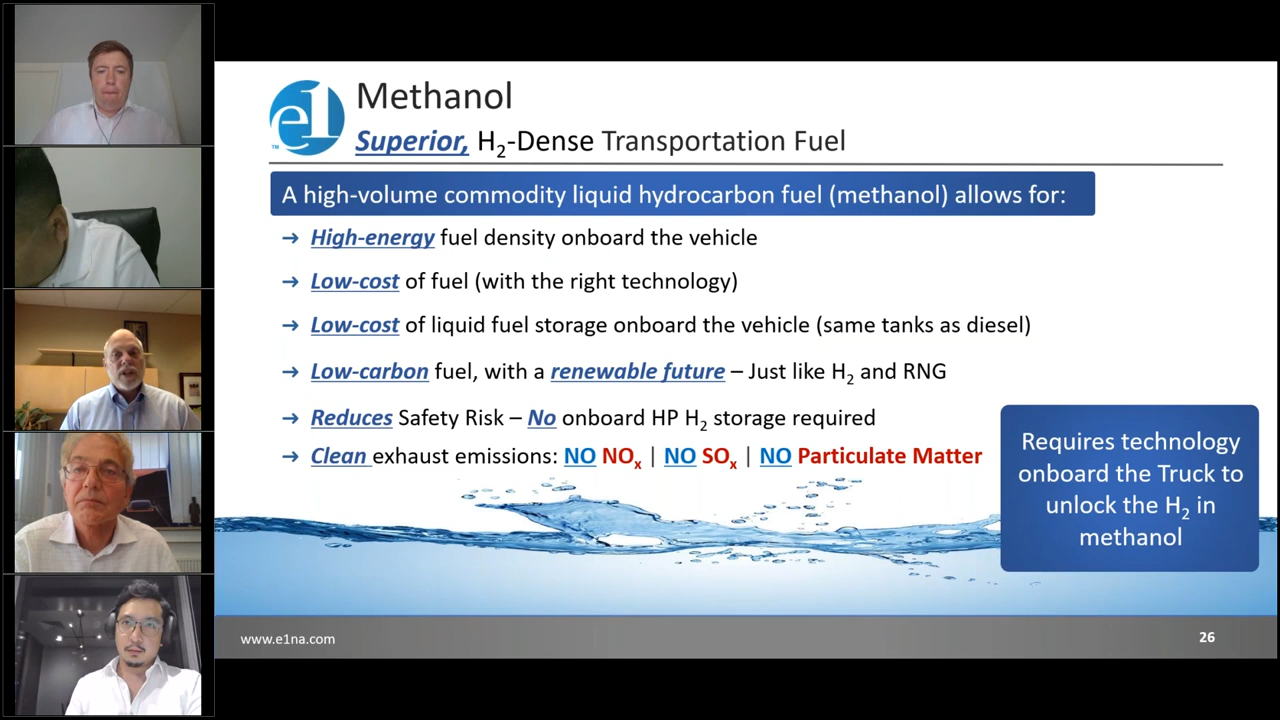 e1
™
Methanol
Superior, H₂-Dense Transportation Fuel
A high-volume commodity liquid hydrocarbon fuel (methanol) allows for:
→ High-energy fuel density onboard the vehicle
→ Low-cost of fuel (with the right technology)
→ Low-cost of liquid fuel storage onboard the vehicle (same tanks as diesel)
→ Low-carbon fuel, with a renewable future – Just like H₂ and RNG
→ Reduces Safety Risk – No onboard HP H₂ storage required
→ Clean exhaust emissions: NO NOₓ | NO SOₓ | NO Particulate Matter
Requires technology
onboard the Truck to
unlock the H₂ in
methanol
www.e1na.com
26